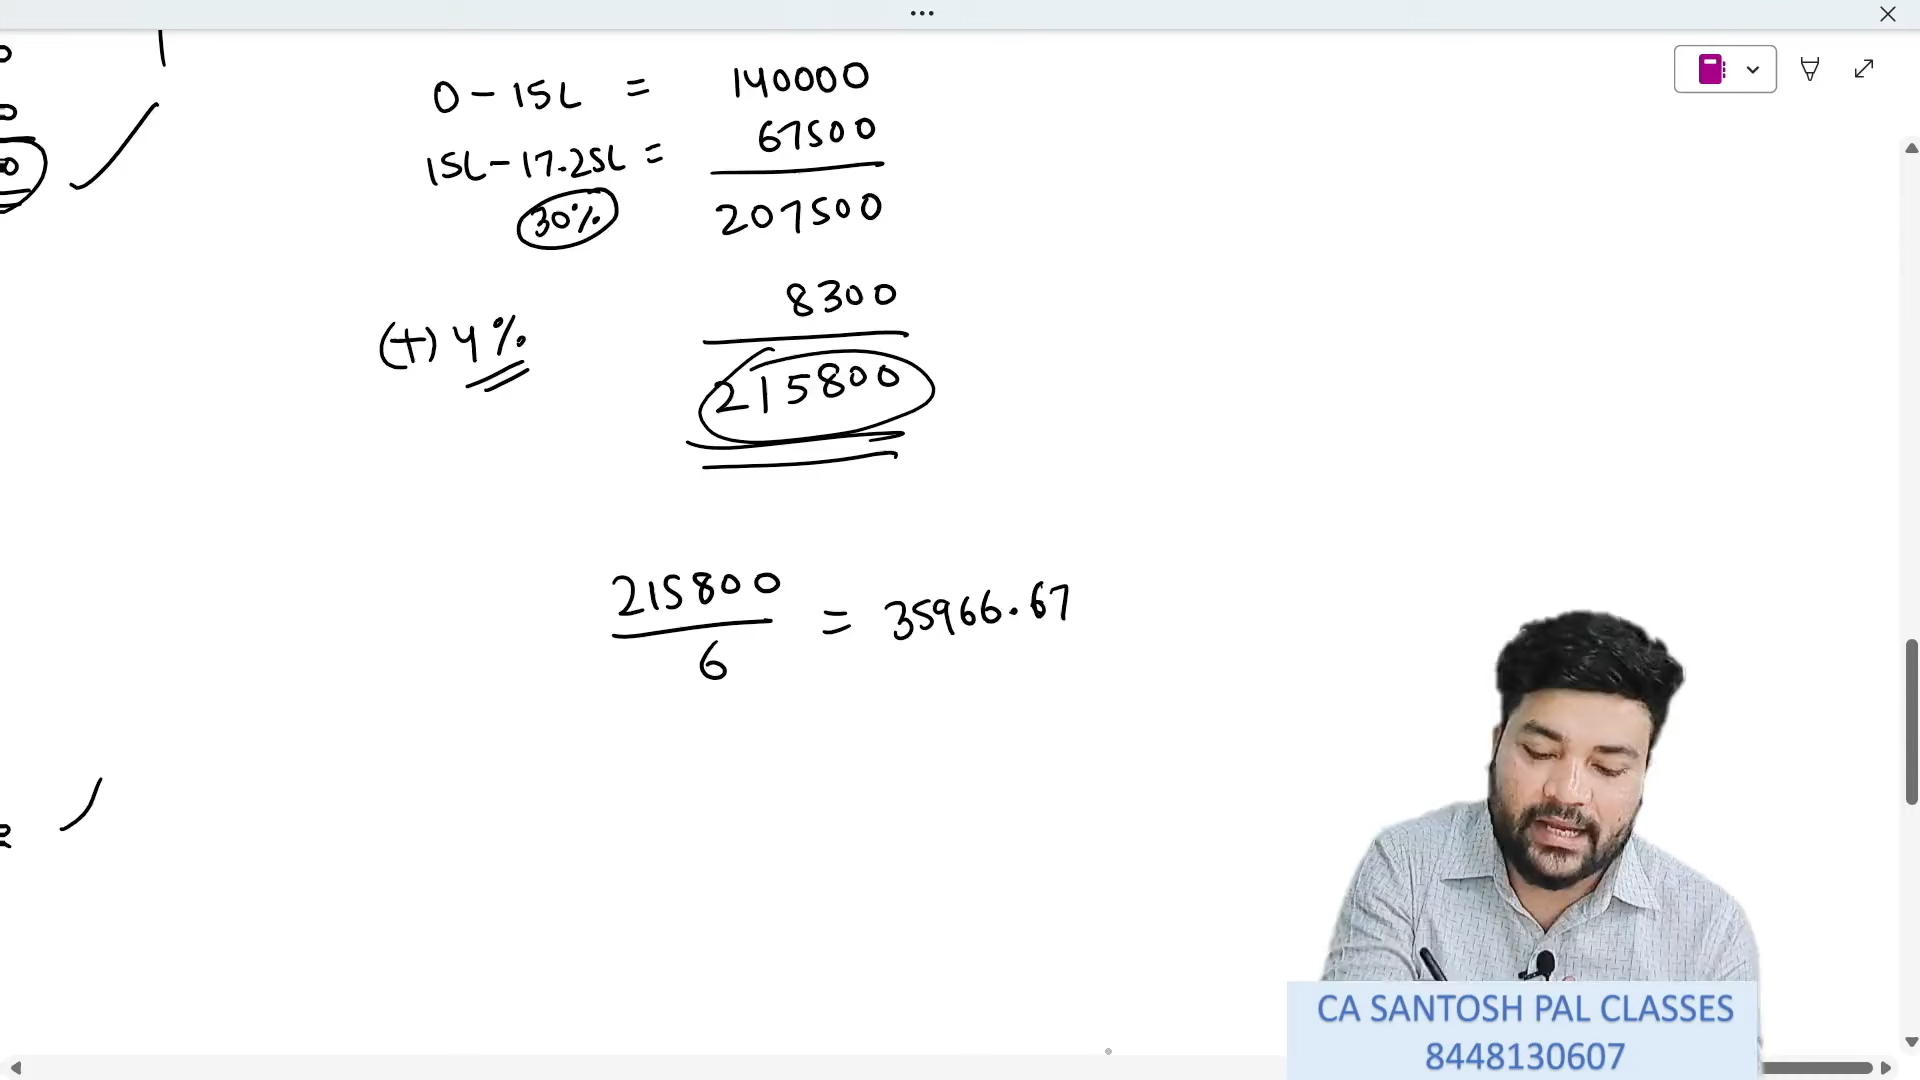 0 - 15L = 140000
15L - 17.25L = 67500
30% 207500
(+) 4% 8300
215800
215800
6
= 35966.67
CA SANTOSH PAL CLASSES
8448130607